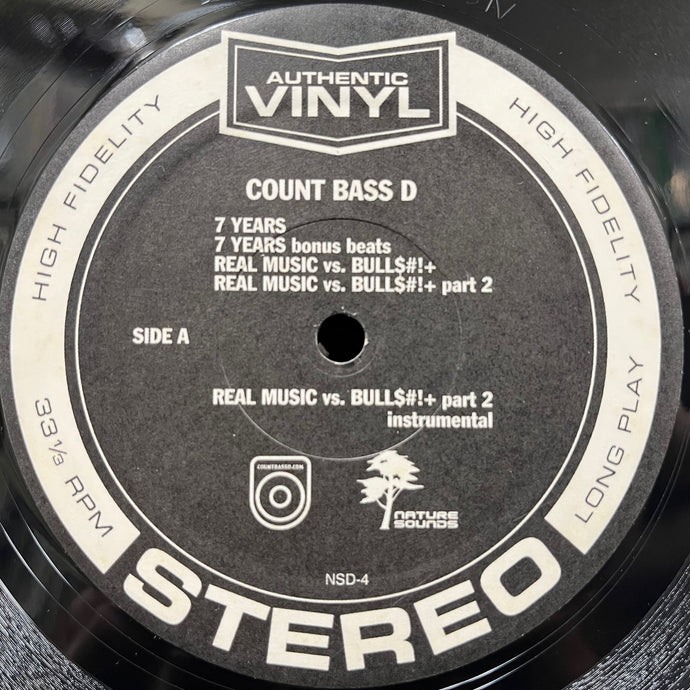 AUTHENTIC
VINYL
HIGH FIDELITY
HIGH FIDELITY
COUNT BASS D
7 YEARS
7 YEARS bonus beats
REAL MUSIC vs. BULL$#!+
REAL MUSIC vs. BULL$#!+ part 2
SIDE A
REAL MUSIC vs. BULL$#!+ part 2
instrumental
33 1/3 RPM
LONG PLAY
COUNTBASSD.COM
NATURE
SOUNDS
NSD-4
STEREO